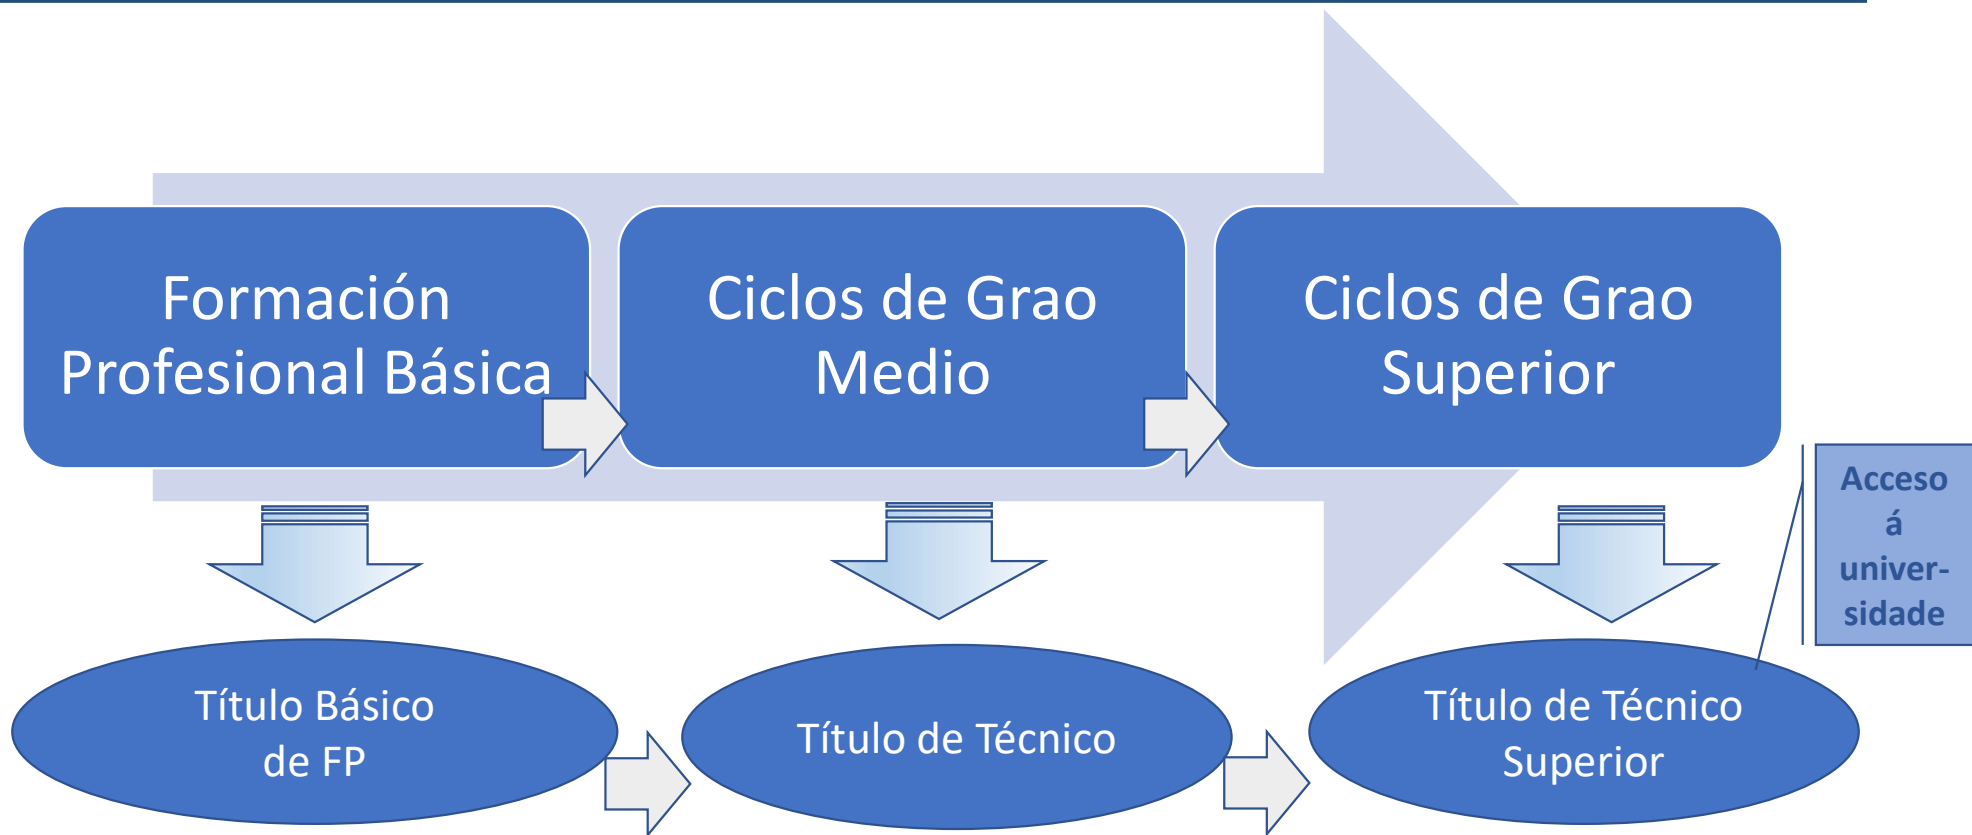 Formación
Profesional Básica
Ciclos de Grao
Medio
Ciclos de Grao
Superior
Acceso
á
univer-
sidade
Título Básico
de FP
Título de Técnico
Título de Técnico
Superior